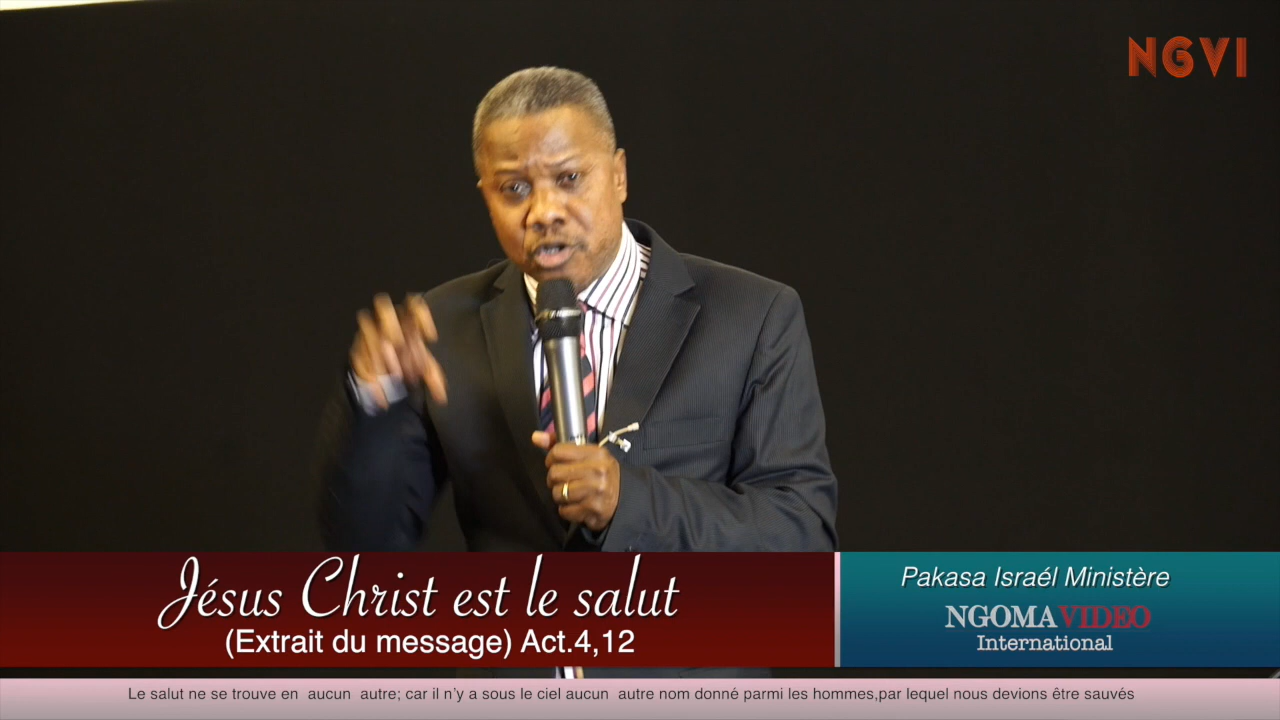 NGVI
Jésus Christ est le salut
(Extrait du message) Act.4,12
Pakasa Israél Ministère
NGOMAVIDEO
International
Le salut ne se trouve en aucun autre; car il n'y a sous le ciel aucun autre nom donné parmi les hommes,par lequel nous devions être sauvés